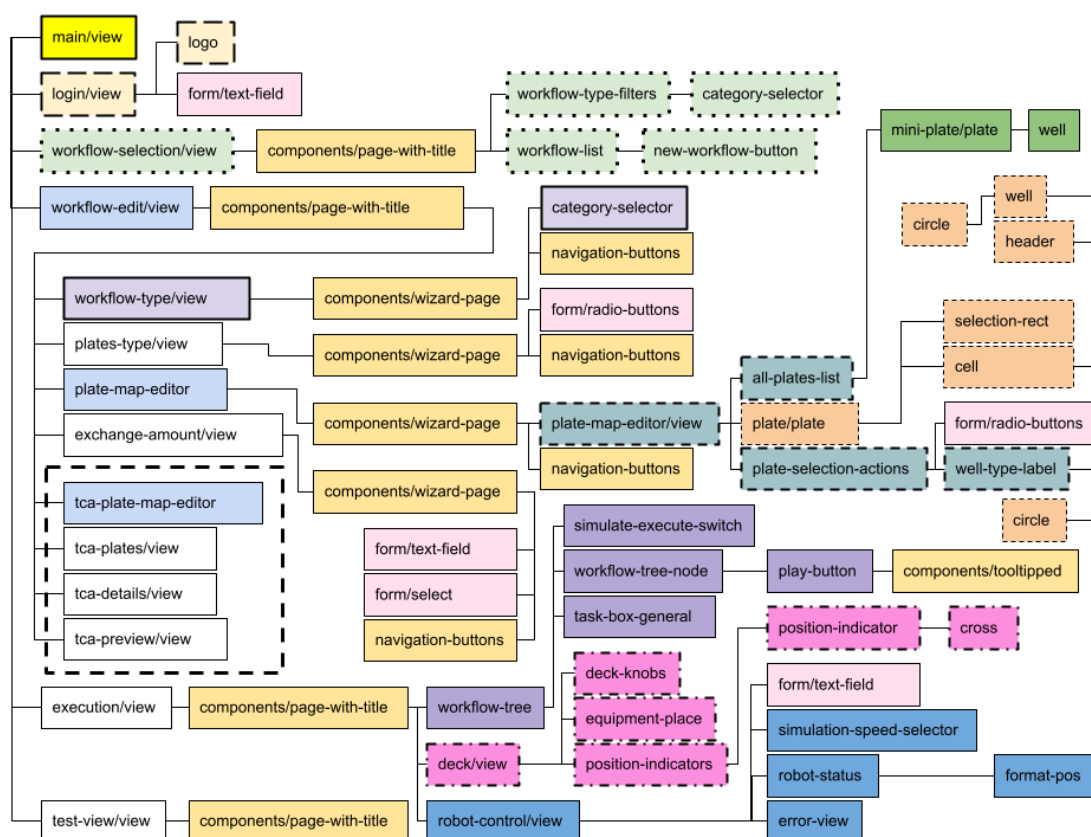 main/view
logo
login/view
form/text-field
workflow-type-filters
category-selector
mini-plate/plate
well
workflow-selection/view
components/page-with-title
workflow-list
new-workflow-button
workflow-edit/view
components/page-with-title
category-selector
well
circle
header
navigation-buttons
workflow-type/view
components/wizard-page
form/radio-buttons
selection-rect
plates-type/view
components/wizard-page
navigation-buttons
cell
all-plates-list
plate-map-editor
components/wizard-page
plate-map-editor/view
plate/plate
form/radio-buttons
exchange-amount/view
navigation-buttons
plate-selection-actions
well-type-label
tca-plate-map-editor
components/wizard-page
simulate-execute-switch
circle
tca-plates/view
form/text-field
workflow-tree-node
play-button
components/tooltipped
tca-details/view
form/select
task-box-general
position-indicator
cross
tca-preview/view
navigation-buttons
deck-knobs
form/text-field
execution/view
components/page-with-title
workflow-tree
equipment-place
simulation-speed-selector
deck/view
position-indicators
robot-status
format-pos
test-view/view
components/page-with-title
robot-control/view
error-view